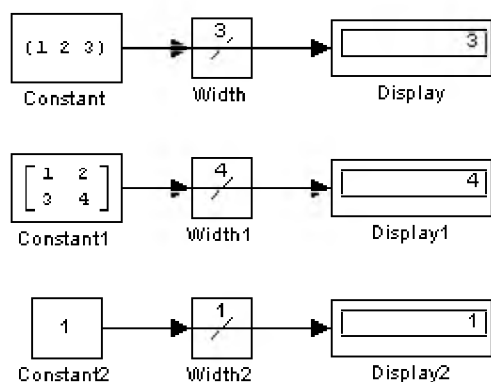 (1 2 3) 3 3
Constant Width Display
1 2
3 4
4 4
Constant1 Width1 Display1
1 1 1
Constant2 Width2 Display2